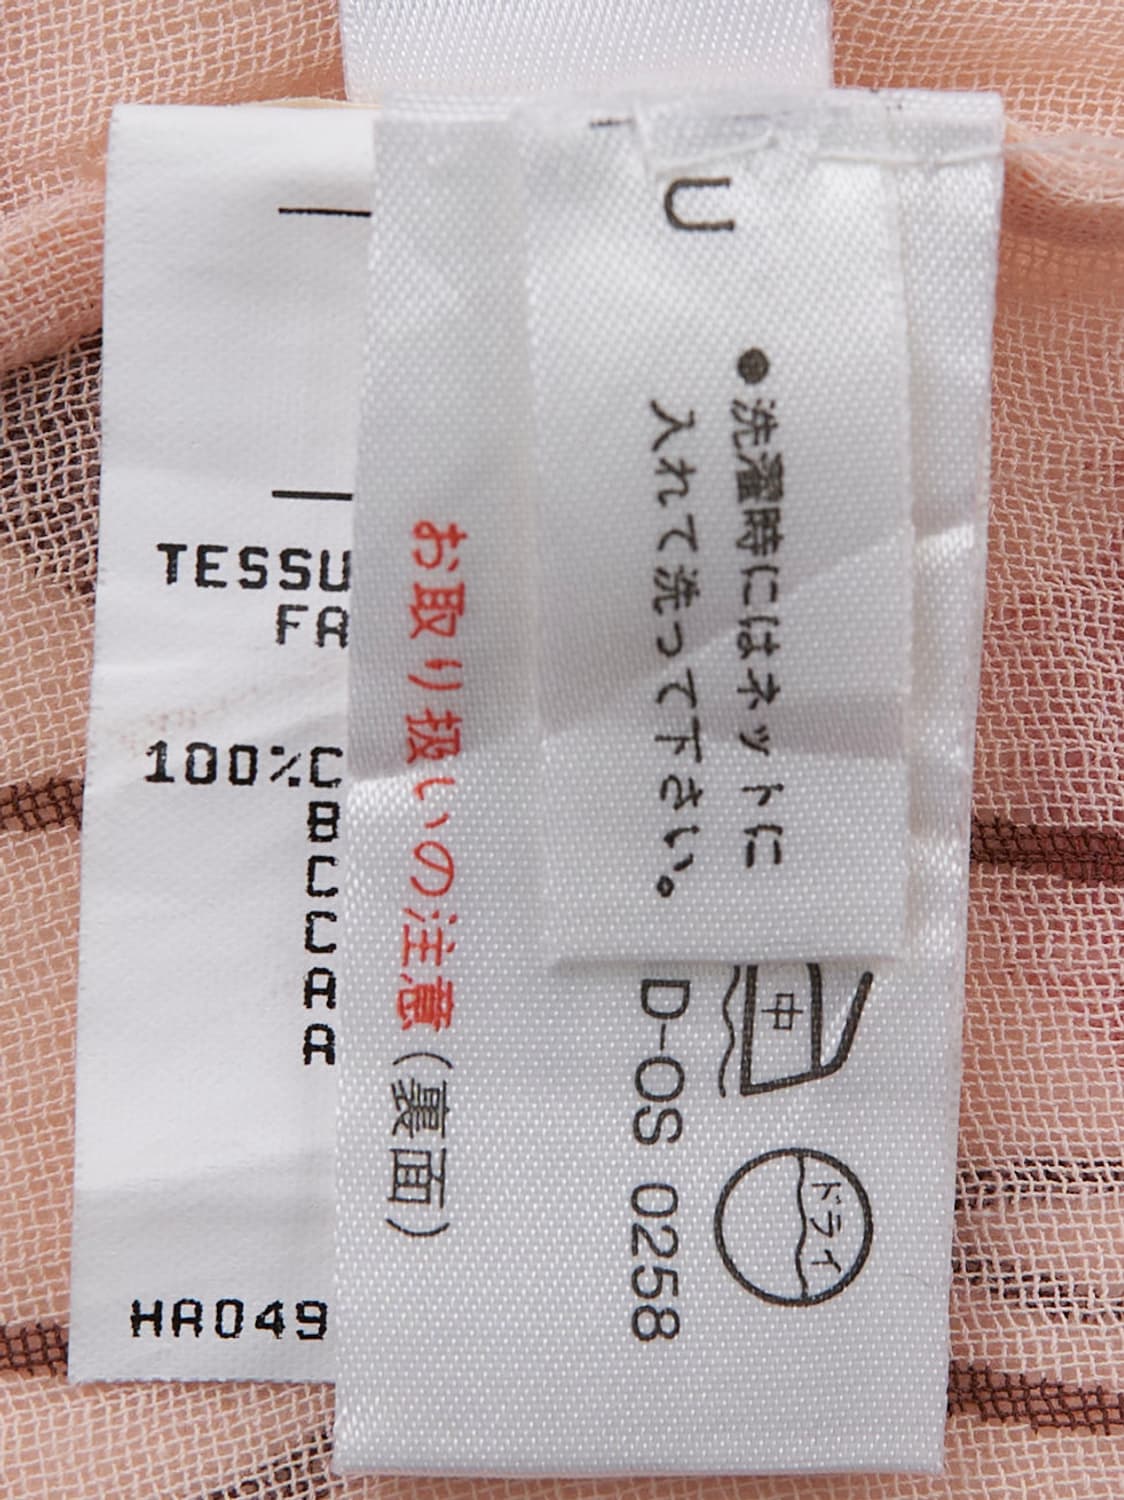 TESSU
FA
100%C
B
C
C
A
A
HA049
U
●洗濯時にはネットに
入れて洗って下さい。
中
ドライ
D-OS 0258
お取り扱いの注意(裏面)